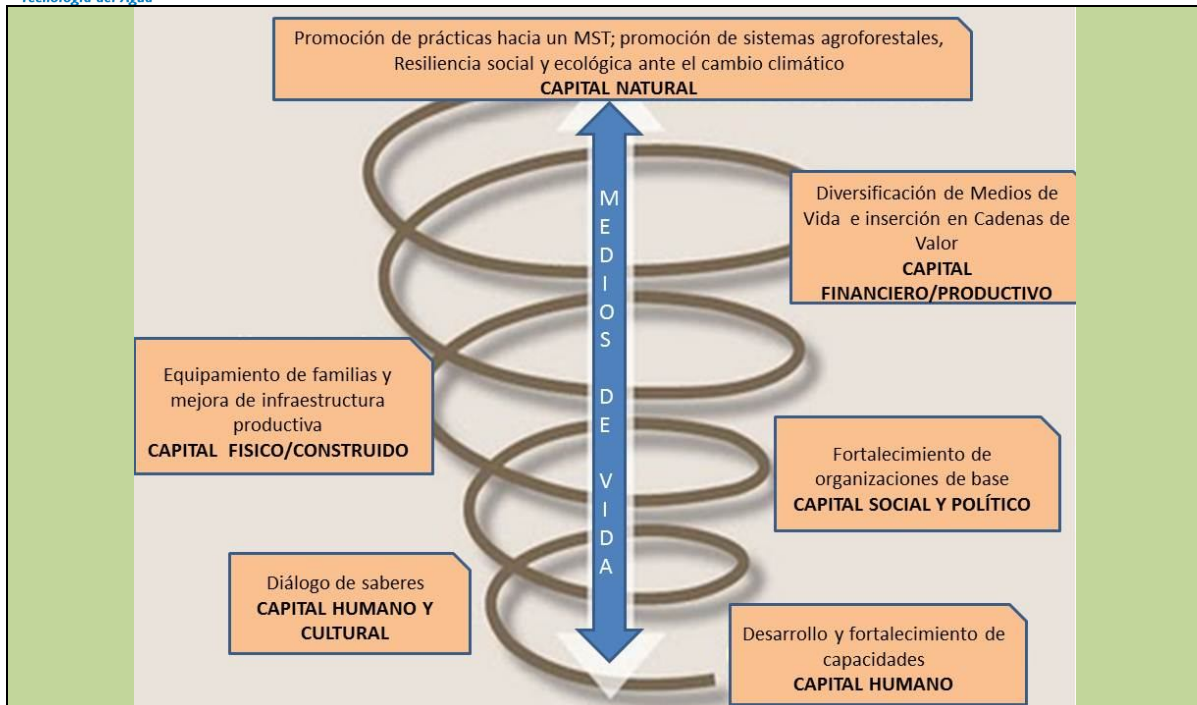 Tecnología del Agua
Promoción de prácticas hacia un MST; promoción de sistemas agroforestales,
Resiliencia social y ecológica ante el cambio climático
CAPITAL NATURAL
Diversificación de Medios de
Vida e inserción en Cadenas de
Valor
CAPITAL
FINANCIERO/PRODUCTIVO
MEDIOS DE VIDA
Equipamiento de familias y
mejora de infraestructura
productiva
CAPITAL FISICO/CONSTRUIDO
Fortalecimiento de
organizaciones de base
CAPITAL SOCIAL Y POLÍTICO
Diálogo de saberes
CAPITAL HUMANO Y
CULTURAL
Desarrollo y fortalecimiento de
capacidades
CAPITAL HUMANO